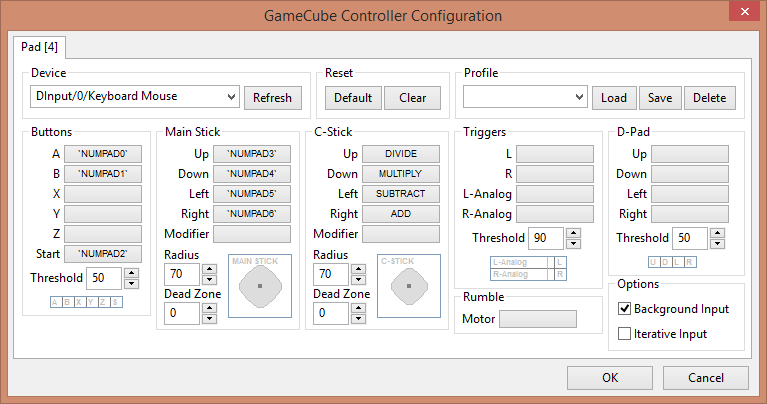 GameCube Controller Configuration
Pad [4]
Device
DInput/0/Keyboard Mouse
Refresh
Reset
Default
Clear
Profile
Load
Save
Delete
Buttons
A `NUMPAD0`
B `NUMPAD1`
X
Y
Z
Start `NUMPAD2`
Threshold 50
A B X Y Z S
Main Stick
Up `NUMPAD3`
Down `NUMPAD4`
Left `NUMPAD5`
Right `NUMPAD6`
Modifier
Radius
70
Dead Zone
0
MAIN STICK
C-Stick
Up DIVIDE
Down MULTIPLY
Left SUBTRACT
Right ADD
Modifier
Radius
70
Dead Zone
0
C-STICK
Triggers
L
R
L-Analog
R-Analog
Threshold 90
L-Analog L
R-Analog R
Rumble
Motor
D-Pad
Up
Down
Left
Right
Threshold 50
U D L R
Options
Background Input
Iterative Input
OK
Cancel